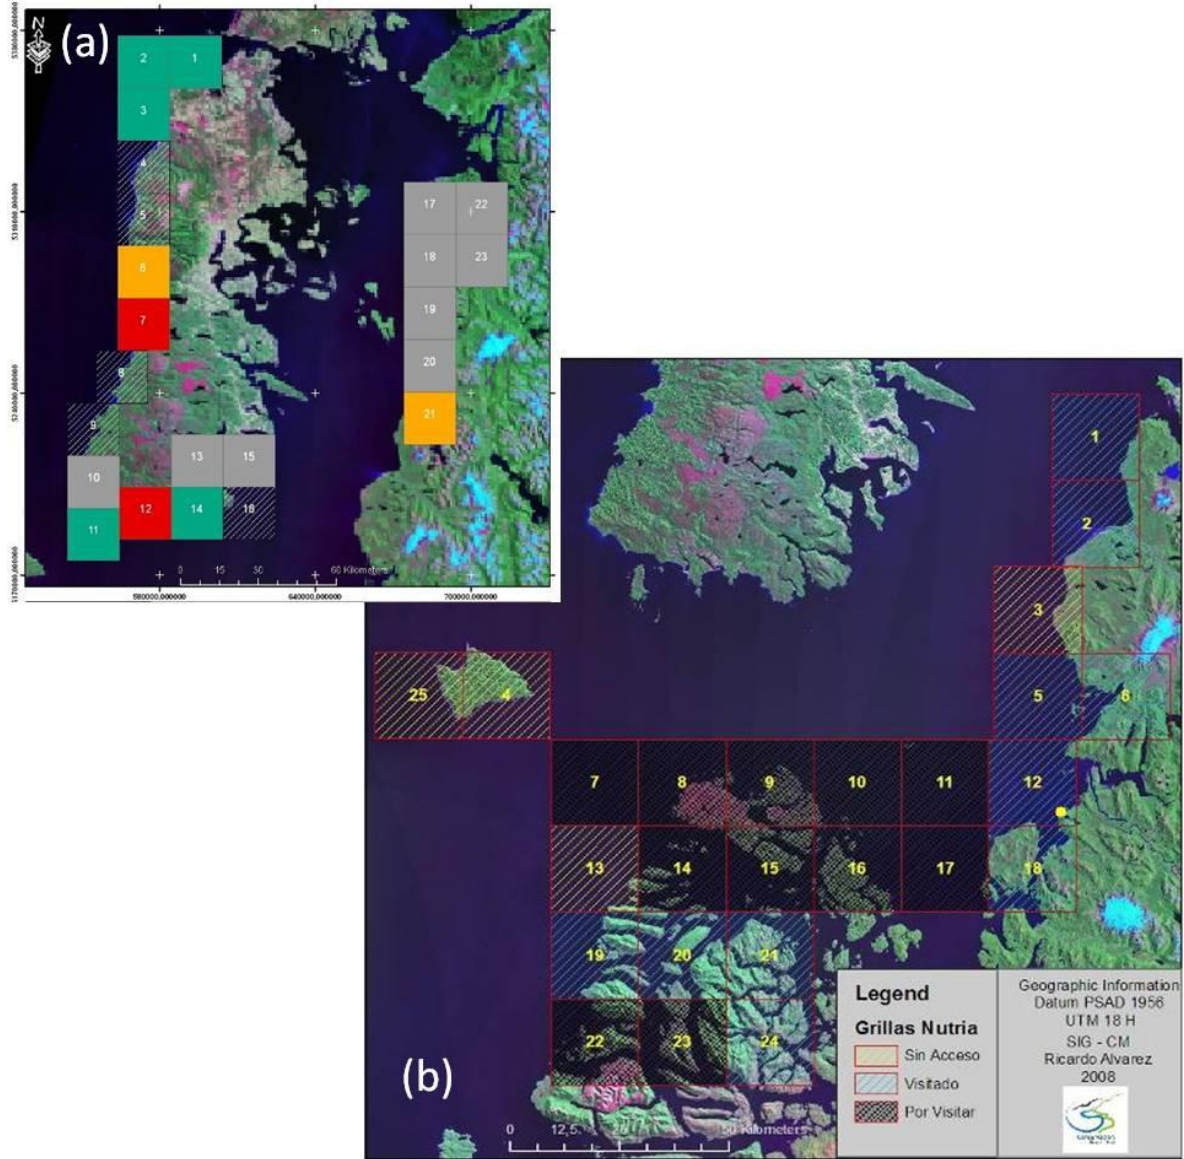 (a)
N
2 1
3
4
5
6
7
8
9
10
11
12
13 15
14 16
17 22
18 23
19
20
21
0 15 30 60 Kilometers
580000,000000 640000,000000 700000,000000
1
2
3
25 4
5 6
7 8 9 10 11 12
13 14 15 16 17 18
19 20 21
22 23 24
(b)
0 12,5 25 50 Kilometers
Legend
Grillas Nutria
Sin Acceso
Visitado
Por Visitar
Geographic Information
Datum PSAD 1956
UTM 18 H
SIG - CM
Ricardo Alvarez
2008